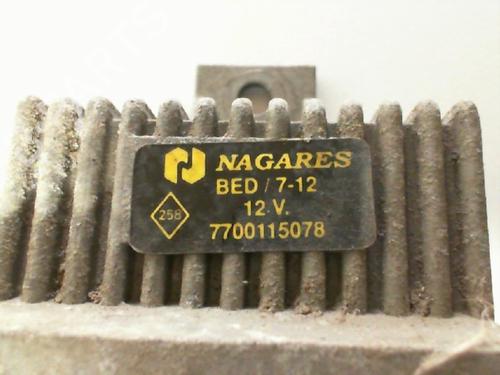 NAGARES
BED / 7-12
258
12 V.
7700115078